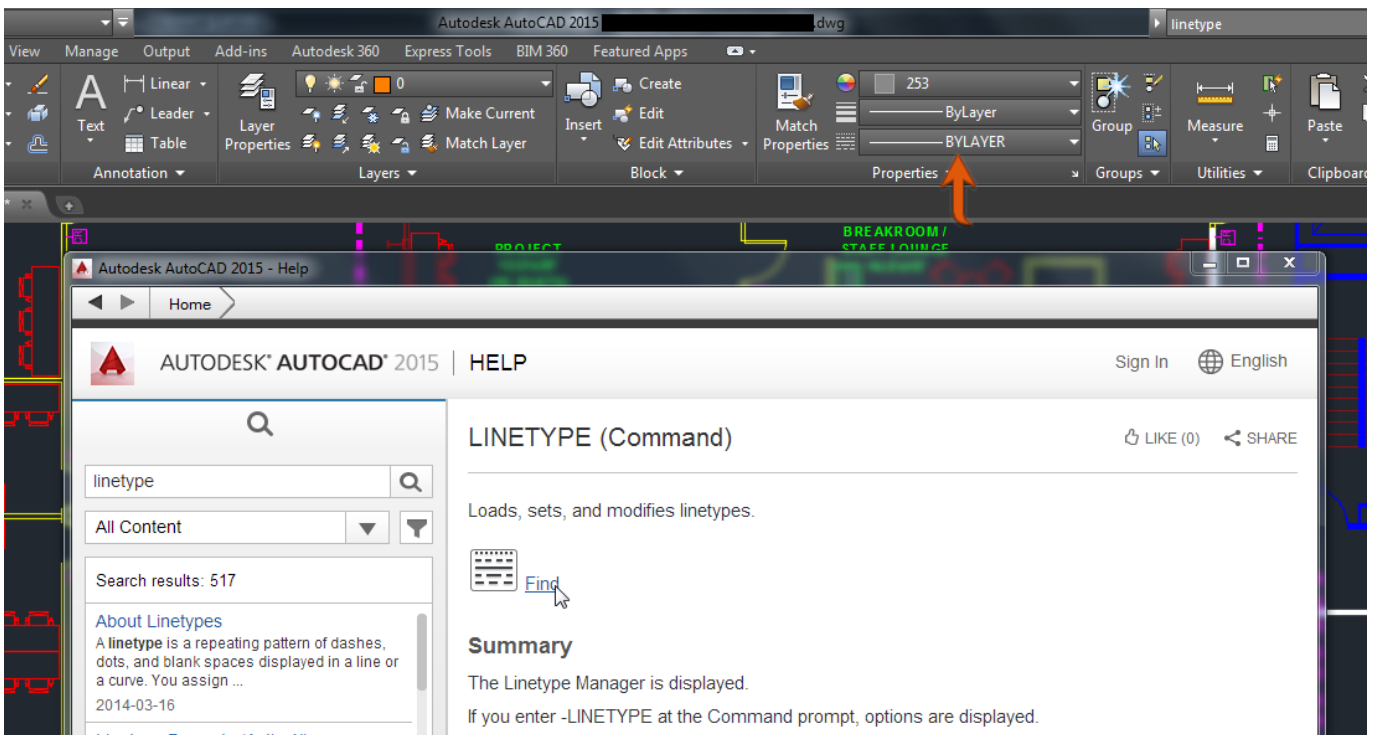 Autodesk AutoCAD 2015 .dwg linetype
View Manage Output Add-ins Autodesk 360 Express Tools BIM 360 Featured Apps
Linear 0 Create 253
Leader Make Current Edit ByLayer
Text Layer Properties Insert Match Properties Group Measure Paste
Table Match Layer Edit Attributes BYLAYER
Annotation Layers Block Properties Groups Utilities Clipboar
BREAKROOM /
PROJECT STAFF LOUNGE
Autodesk AutoCAD 2015 - Help
Home
AUTODESK® AUTOCAD® 2015 | HELP Sign In English
LINETYPE (Command) LIKE (0) SHARE
linetype
Loads, sets, and modifies linetypes.
All Content
Find
Search results: 517
About Linetypes
A linetype is a repeating pattern of dashes,
dots, and blank spaces displayed in a line or
a curve. You assign ...
2014-03-16
Summary
The Linetype Manager is displayed.
If you enter -LINETYPE at the Command prompt, options are displayed.